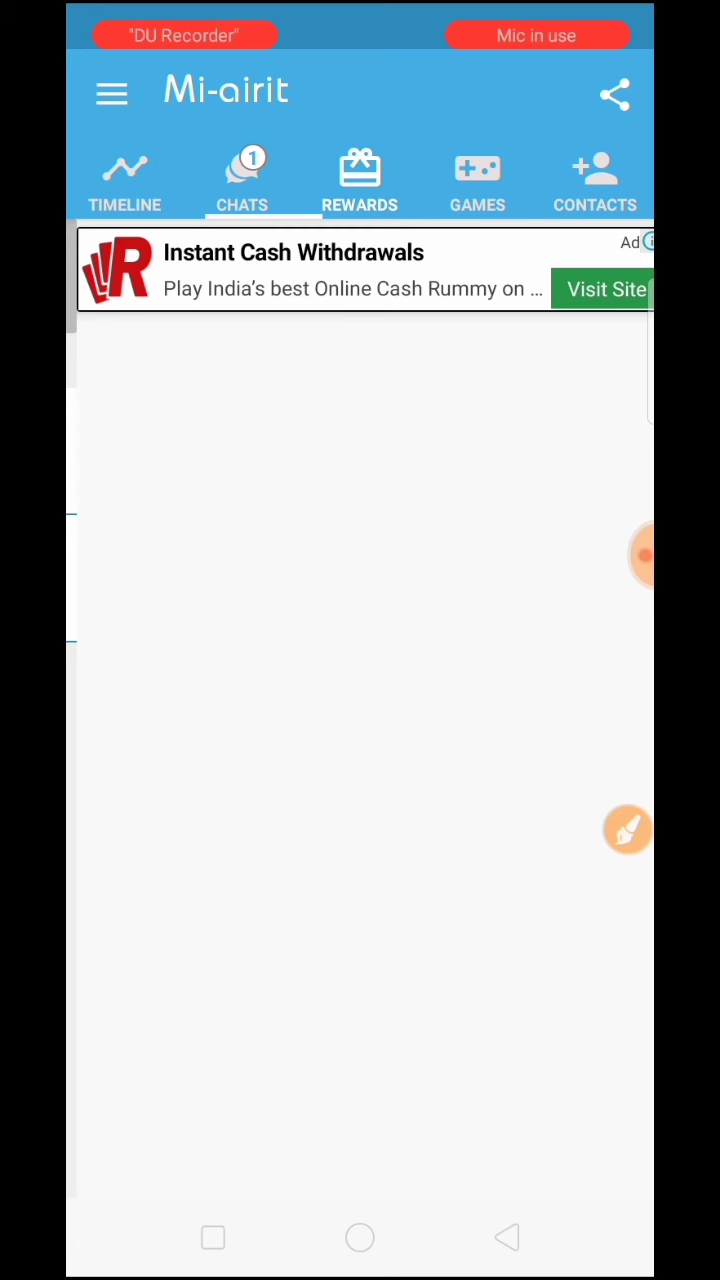 "DU Recorder"
Mic in use
Mi-airit
1
TIMELINE
CHATS
REWARDS
GAMES
CONTACTS
Instant Cash Withdrawals
Ad
Play India’s best Online Cash Rummy on ...
Visit Site